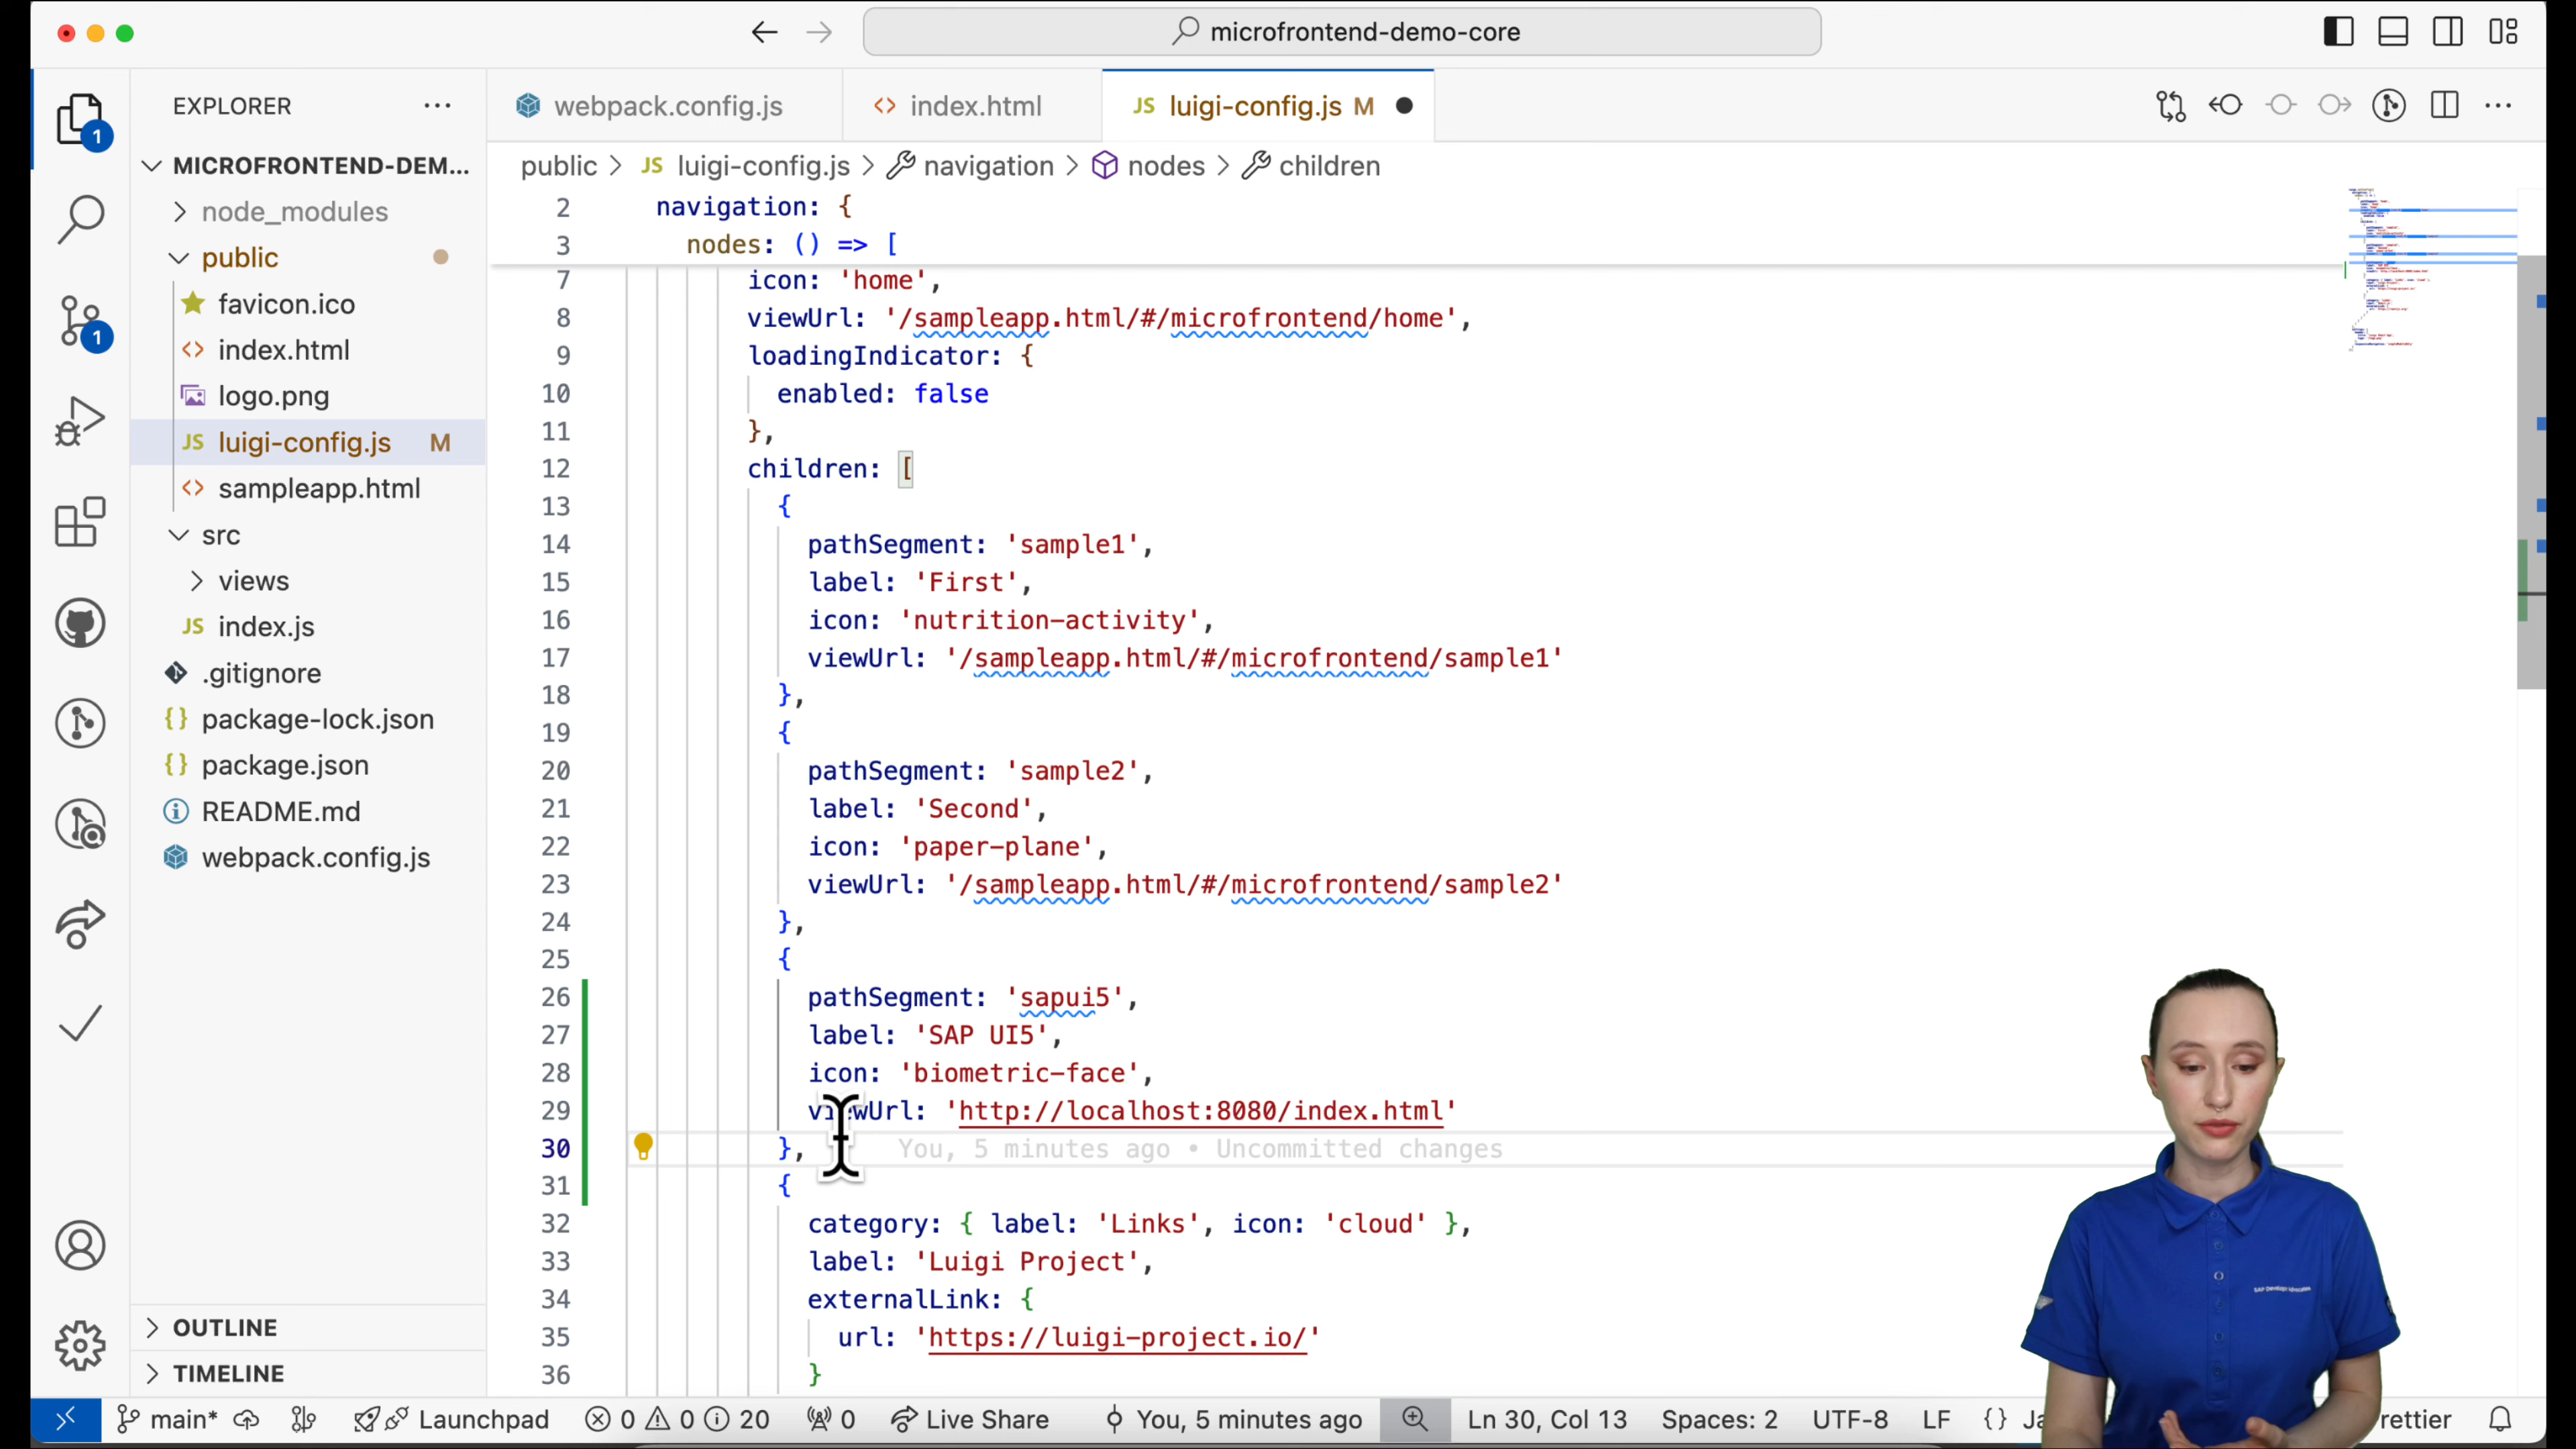 microfrontend-demo-core
EXPLORER
webpack.config.js
index.html
JS luigi-config.js M
1
MICROFRONTEND-DEM...
public > JS luigi-config.js > navigation > nodes > children
node_modules
public
favicon.ico
index.html
logo.png
JS luigi-config.js M
sampleapp.html
src
views
JS index.js
.gitignore
{} package-lock.json
{} package.json
README.md
webpack.config.js
OUTLINE
TIMELINE
1
2 navigation: {
3 nodes: () => [
7 icon: 'home',
8 viewUrl: '/sampleapp.html/#/microfrontend/home',
9 loadingIndicator: {
10 enabled: false
11 },
12 children: [
13 {
14 pathSegment: 'sample1',
15 label: 'First',
16 icon: 'nutrition-activity',
17 viewUrl: '/sampleapp.html/#/microfrontend/sample1'
18 },
19 {
20 pathSegment: 'sample2',
21 label: 'Second',
22 icon: 'paper-plane',
23 viewUrl: '/sampleapp.html/#/microfrontend/sample2'
24 },
25 {
26 pathSegment: 'sapui5',
27 label: 'SAP UI5',
28 icon: 'biometric-face',
29 viewUrl: 'http://localhost:8080/index.html'
30 }, You, 5 minutes ago • Uncommitted changes
31 {
32 category: { label: 'Links', icon: 'cloud' },
33 label: 'Luigi Project',
34 externalLink: {
35 url: 'https://luigi-project.io/'
36 }
main* Launchpad 0 0 20 0 Live Share You, 5 minutes ago Ln 30, Col 13 Spaces: 2 UTF-8 LF {} Ja rettier